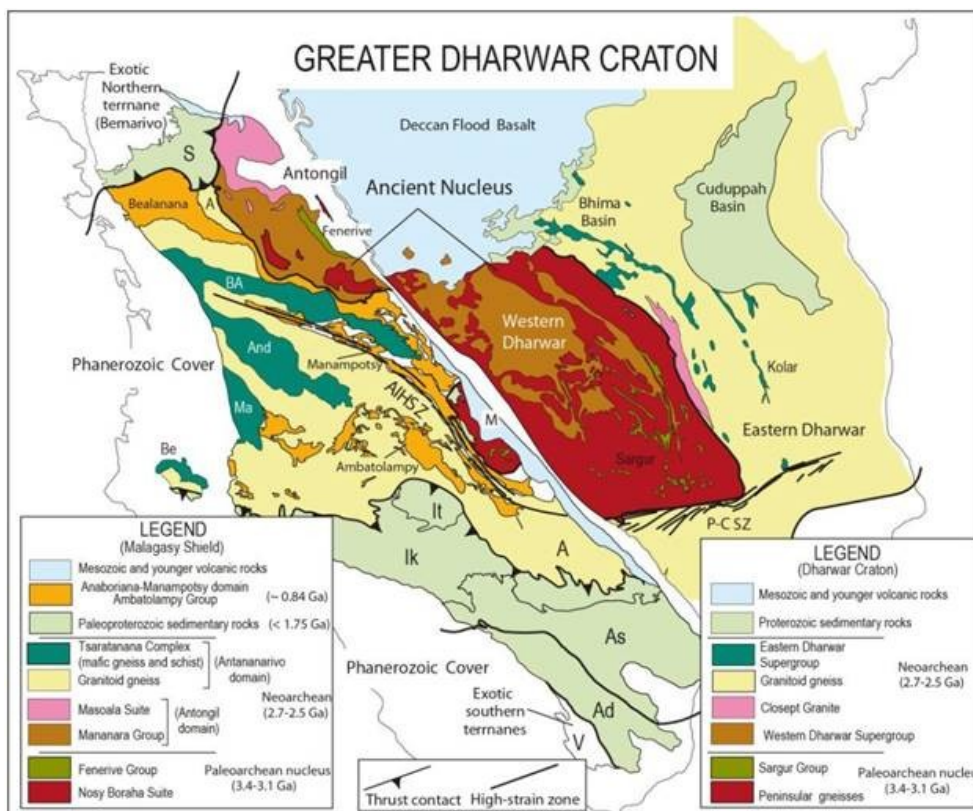 GREATER DHARWAR CRATON
Exotic
Northern
terrnane
(Bemarivo)
Deccan Flood Basalt
S
Antongil
Ancient Nucleus
Cuduppah
Basin
Bealanana
A
Bhima
Basin
Fenerive
BA
Western
Dharwar
And
Manampotsy
Phanerozoic Cover
Kolar
Ma
AIHSZ
M
Eastern Dharwar
Be
Ambatolampy
Sargur
It
P-C SZ
Ik
A
As
Phanerozoic Cover
Exotic
southern
terrnanes
Ad
V
LEGEND
(Malagasy Shield)
Mesozoic and younger volcanic rocks
Anaboriana-Manampotsy domain
Ambatolampy Group
(~ 0.84 Ga)
Paleoproterozoic sedimentary rocks (< 1.75 Ga)
Tsaratanana Complex
(mafic gneiss and schist)
Granitoid gneiss
(Antananarivo
domain)
Masoala Suite
Mananara Group
(Antongil
domain)
Neoarchean
(2.7-2.5 Ga)
Fenerive Group
Nosy Boraha Suite
Paleoarchean nucleus
(3.4-3.1 Ga)
Thrust contact
High-strain zone
LEGEND
(Dharwar Craton)
Mesozoic and younger volcanic rocks
Proterozoic sedimentary rocks
Eastern Dharwar
Supergroup
Granitoid gneiss
Closept Granite
Western Dharwar Supergroup
Neoarchean
(2.7-2.5 Ga)
Sargur Group
Peninsular gneisses
Paleoarchean nucleus
(3.4-3.1 Ga)